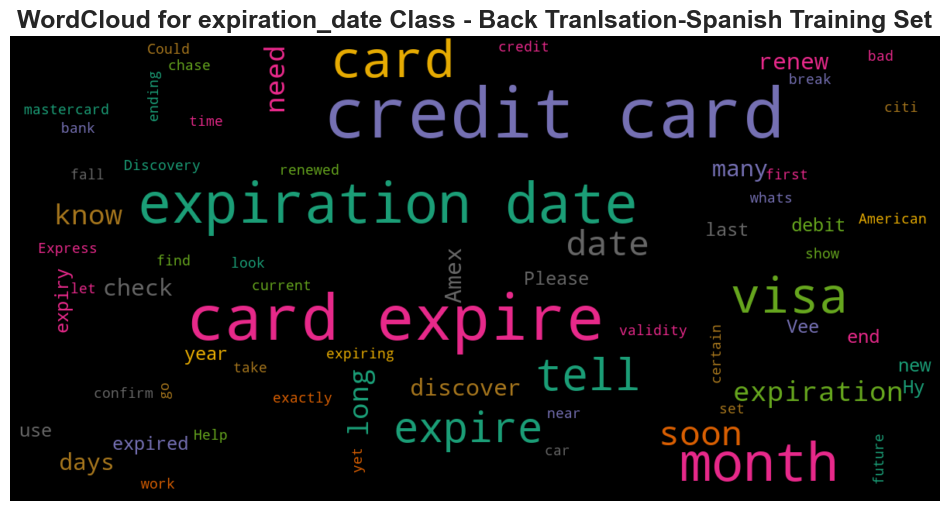 WordCloud for expiration_date Class - Back Tranlsation-Spanish Training Set
Could
chase
need
card
credit
renew
bad
break
mastercard
ending
bank
time
credit card
citi
fall
Discovery
renewed
many
first
whats
know
expiration date
date
last
debit
American
Express
find
look
show
expiry
let
check
current
Amex
Please
visa
card expire
validity
Vee
end
year
expiring
certain
take
tell
new
confirm
go
exactly
long
discover
expiration
Hy
use
expired
Help
expire
near
set
car
soon
days
yet
month
future
work